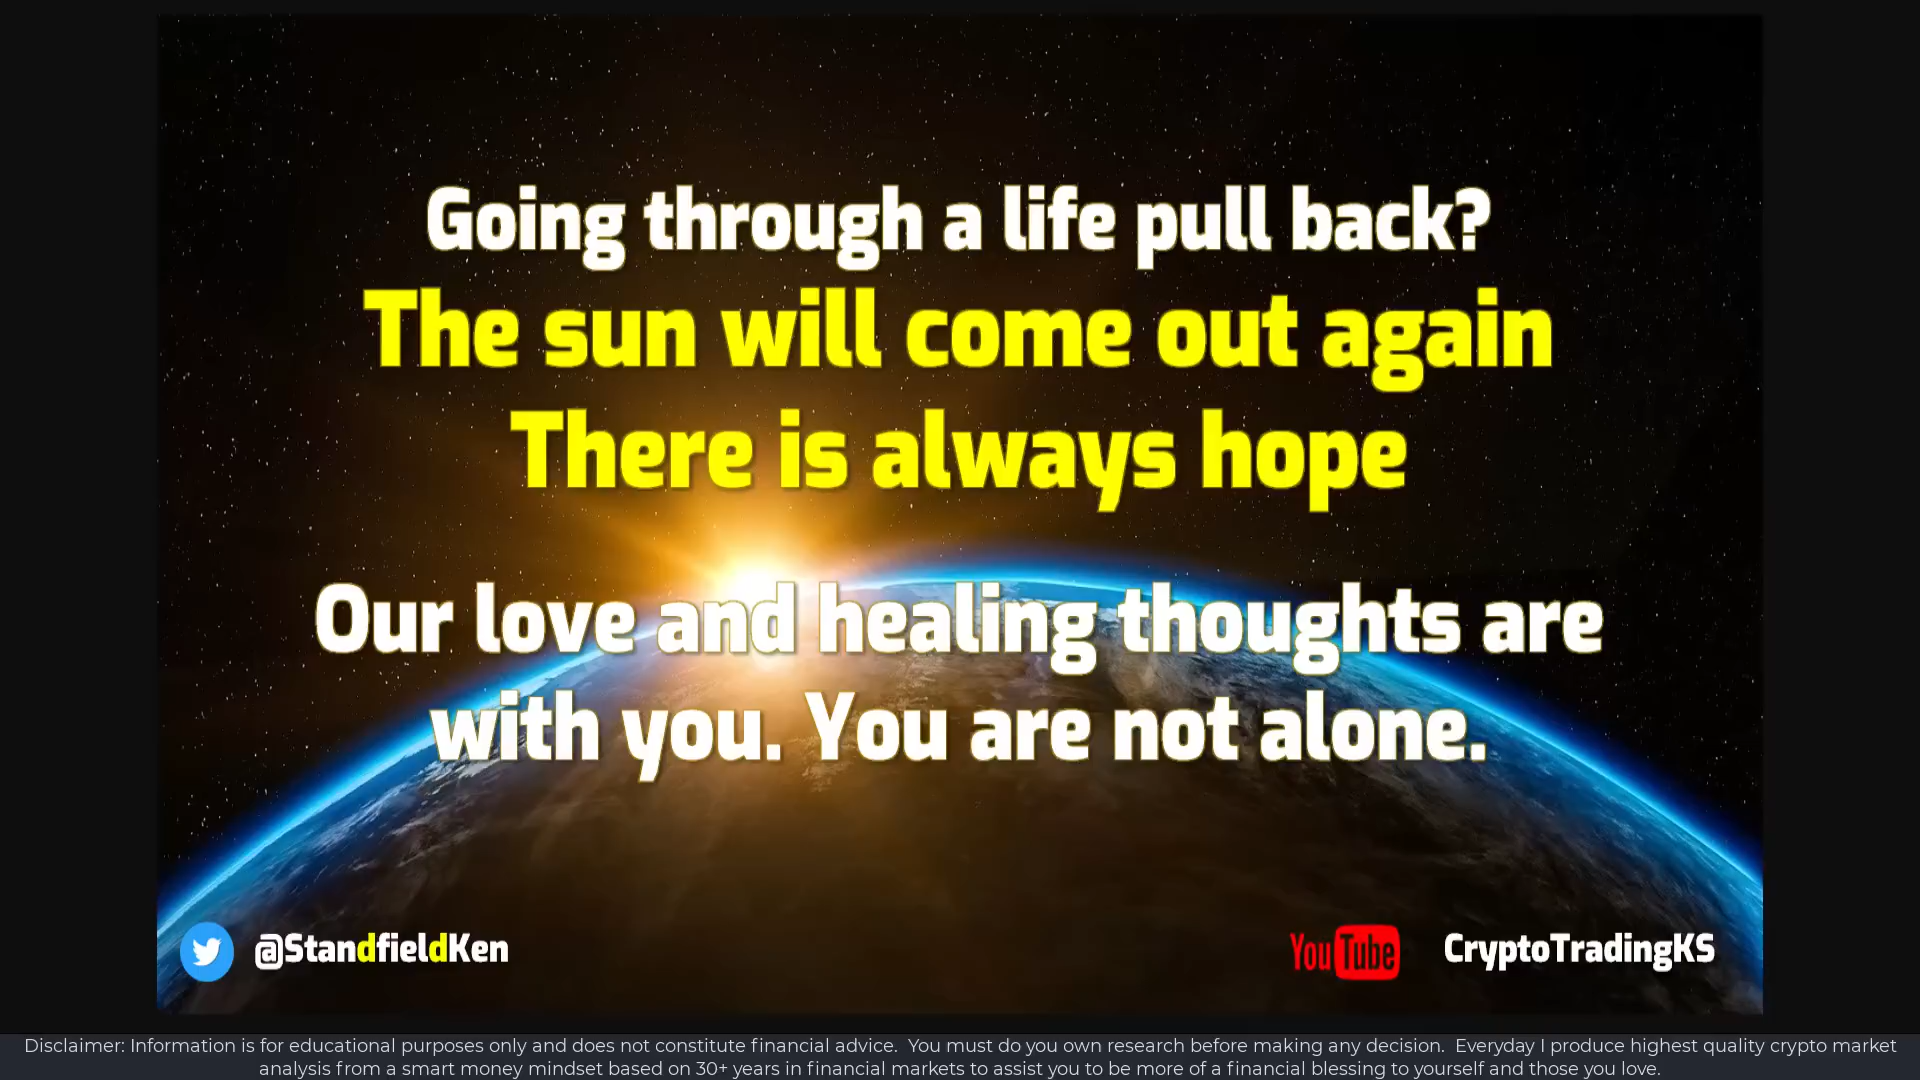 Going through a life pull back?
The sun will come out again
There is always hope
Our love and healing thoughts are
with you. You are not alone.
@StandfieldKen
YouTube CryptoTradingKS
Disclaimer: Information is for educational purposes only and does not constitute financial advice.  You must do you own research before making any decision.  Everyday I produce highest quality crypto market
analysis from a smart money mindset based on 30+ years in financial markets to assist you to be more of a financial blessing to yourself and those you love.